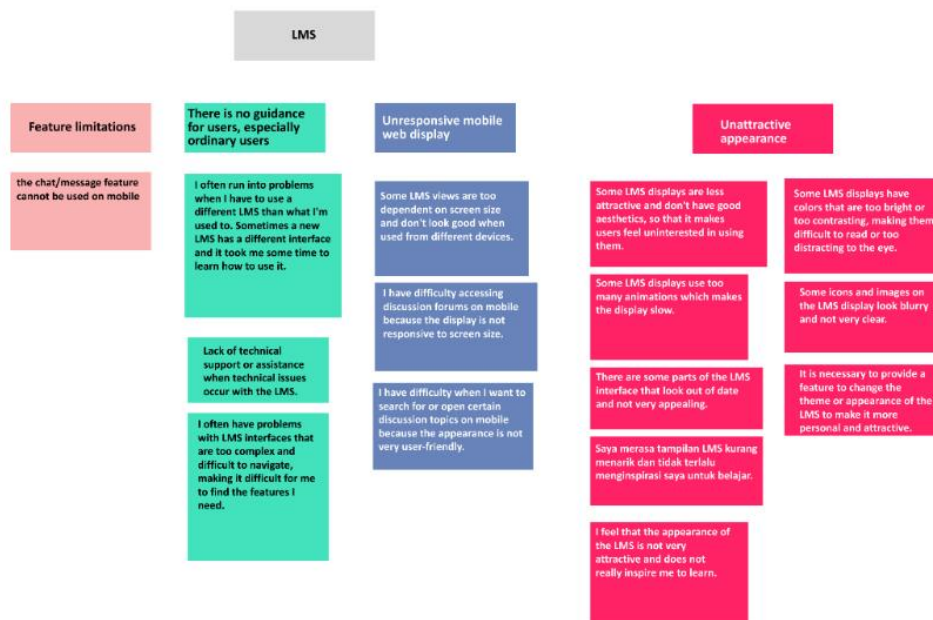 LMS
Feature limitations
the chat/message feature
cannot be used on mobile
There is no guidance
for users, especially
ordinary users
I often run into problems
when I have to use a
different LMS than what I'm
used to. Sometimes a new
LMS has a different interface
and it took me some time to
learn how to use it.
Lack of technical
support or assistance
when technical issues
occur with the LMS.
I often have problems
with LMS interfaces that
are too complex and
difficult to navigate,
making it difficult for me
to find the features I
need.
Unresponsive mobile
web display
Some LMS views are too
dependent on screen size
and don't look good when
used from different devices.
I have difficulty accessing
discussion forums on mobile
because the display is not
responsive to screen size.
I have difficulty when I want to
search for or open certain
discussion topics on mobile
because the appearance is not
very user-friendly.
Unattractive
appearance
Some LMS displays are less
attractive and don't have good
aesthetics, so that it makes
users feel uninterested in using
them.
Some LMS displays use too
many animations which makes
the display slow.
There are some parts of the LMS
interface that look out of date
and not very appealing.
Saya merasa tampilan LMS kurang
menarik dan tidak terlalu
menginspirasi saya untuk belajar.
I feel that the appearance of
the LMS is not very
attractive and does not
really inspire me to learn.
Some LMS displays have
colors that are too bright or
too contrasting, making them
difficult to read or too
distracting to the eye.
Some icons and images on
the LMS display look blurry
and not very clear.
It is necessary to provide a
feature to change the
theme or appearance of the
LMS to make it more
personal and attractive.